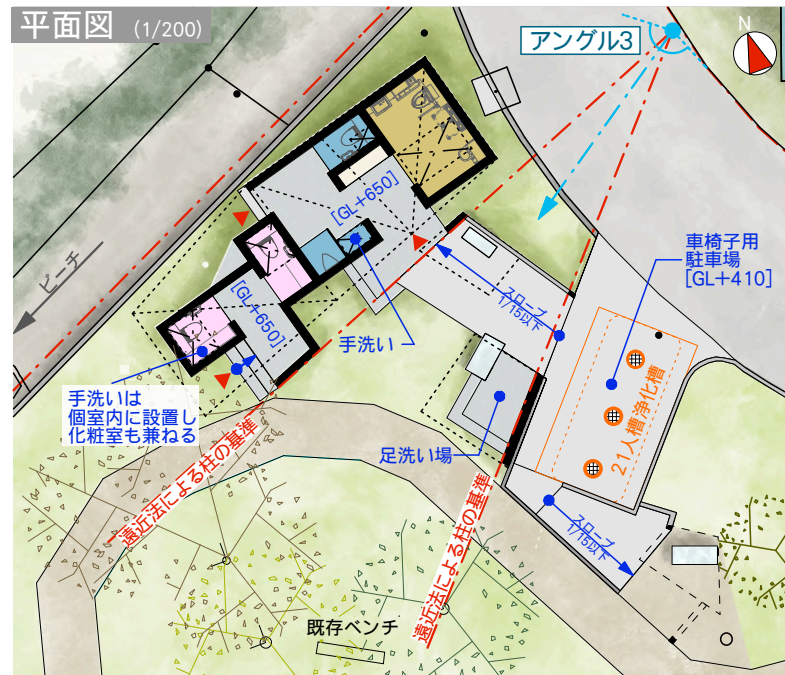 平面図 (1/200)
アングル3
N
[GL+650]
車椅子用
駐車場
[GL+410]
ビーチ
スロープ
1/15以下
[GL+650]
手洗い
手洗いは
個室内に設置し
化粧室も兼ねる
21人槽浄化槽
足洗い場
遠近法による柱の基準
遠近法による柱の基準
スロープ
1/15以下
既存ベンチ